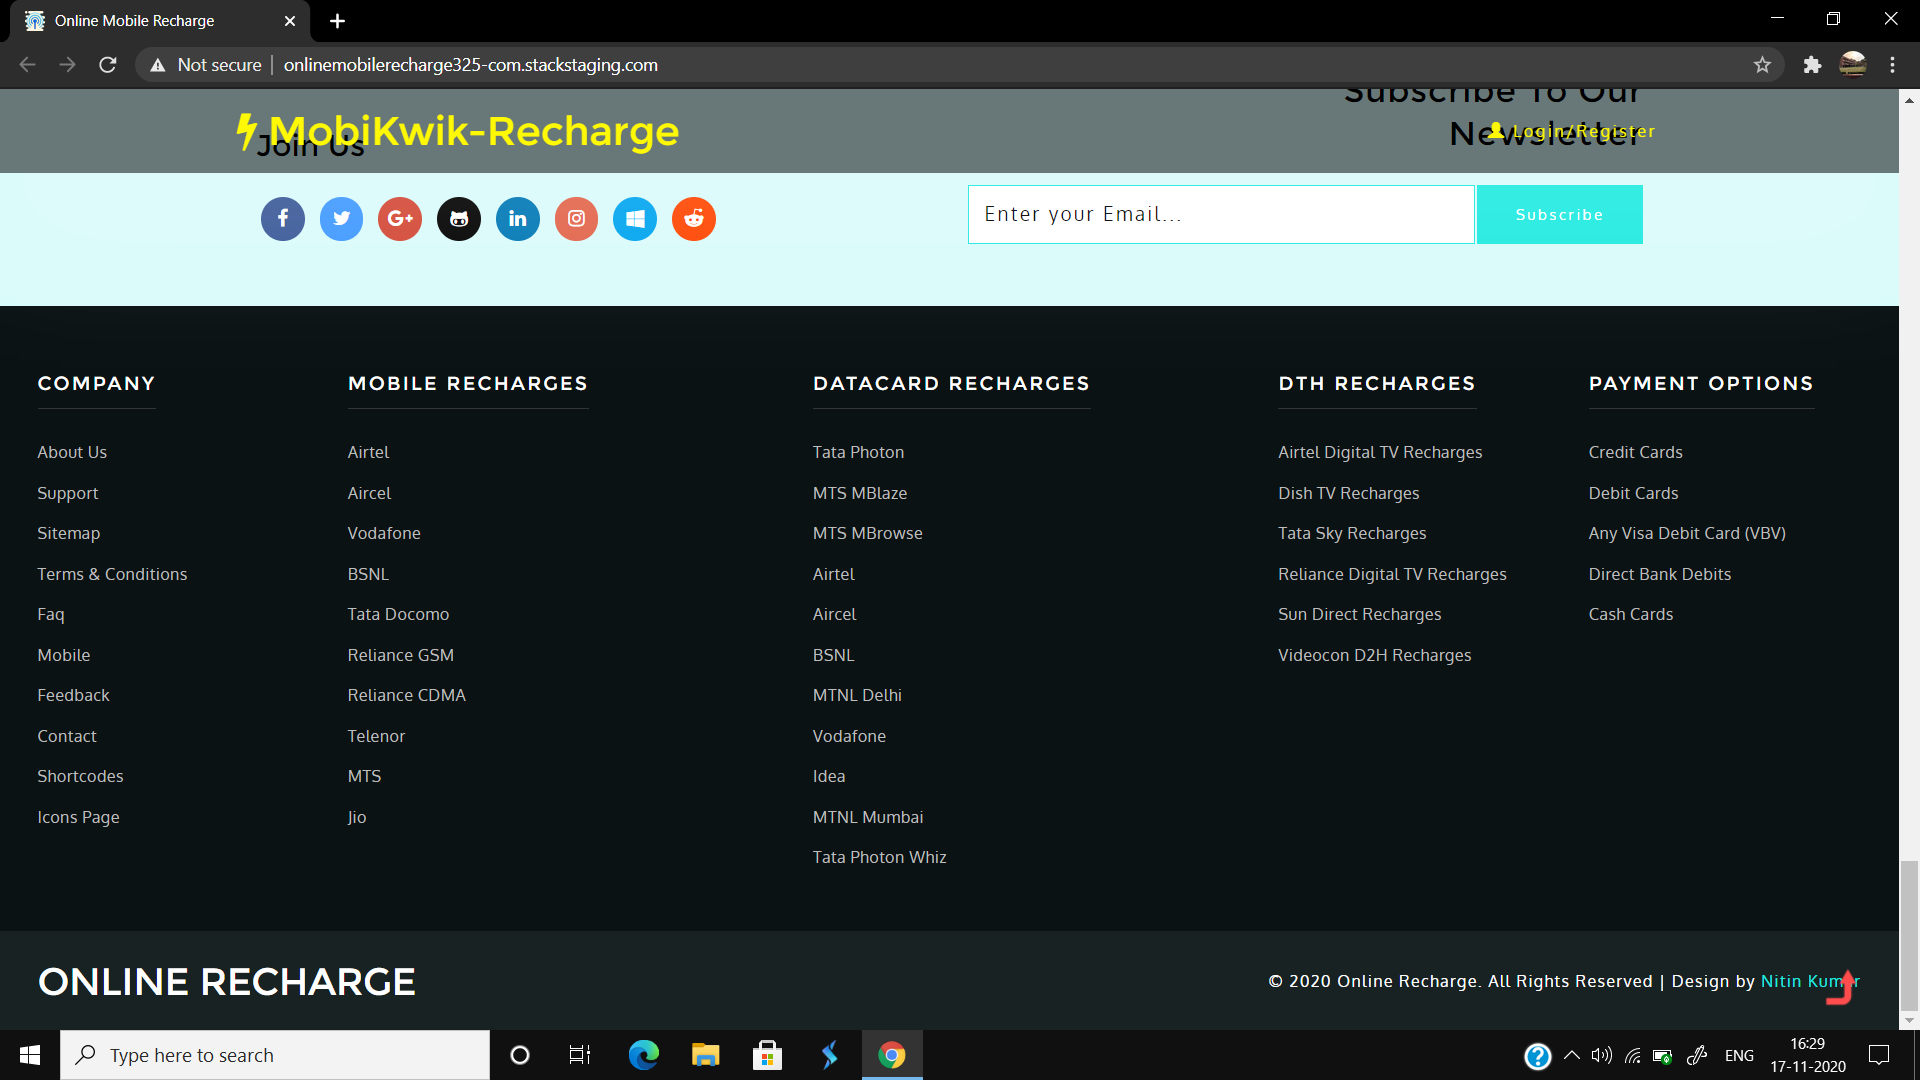 Online Mobile Recharge
Not secure
onlinemobilerecharge325-com.stackstaging.com
MobiKwik-Recharge
Join Us
Subscribe To Our
Newsletter
Login/Register
Enter your Email...
Subscribe
COMPANY
About Us
Support
Sitemap
Terms & Conditions
Faq
Mobile
Feedback
Contact
Shortcodes
Icons Page
MOBILE RECHARGES
Airtel
Aircel
Vodafone
BSNL
Tata Docomo
Reliance GSM
Reliance CDMA
Telenor
MTS
Jio
DATACARD RECHARGES
Tata Photon
MTS MBlaze
MTS MBrowse
Airtel
Aircel
BSNL
MTNL Delhi
Vodafone
Idea
MTNL Mumbai
Tata Photon Whiz
DTH RECHARGES
Airtel Digital TV Recharges
Dish TV Recharges
Tata Sky Recharges
Reliance Digital TV Recharges
Sun Direct Recharges
Videocon D2H Recharges
PAYMENT OPTIONS
Credit Cards
Debit Cards
Any Visa Debit Card (VBV)
Direct Bank Debits
Cash Cards
ONLINE RECHARGE
© 2020 Online Recharge. All Rights Reserved | Design by Nitin Kumar
Type here to search
ENG
16:29
17-11-2020